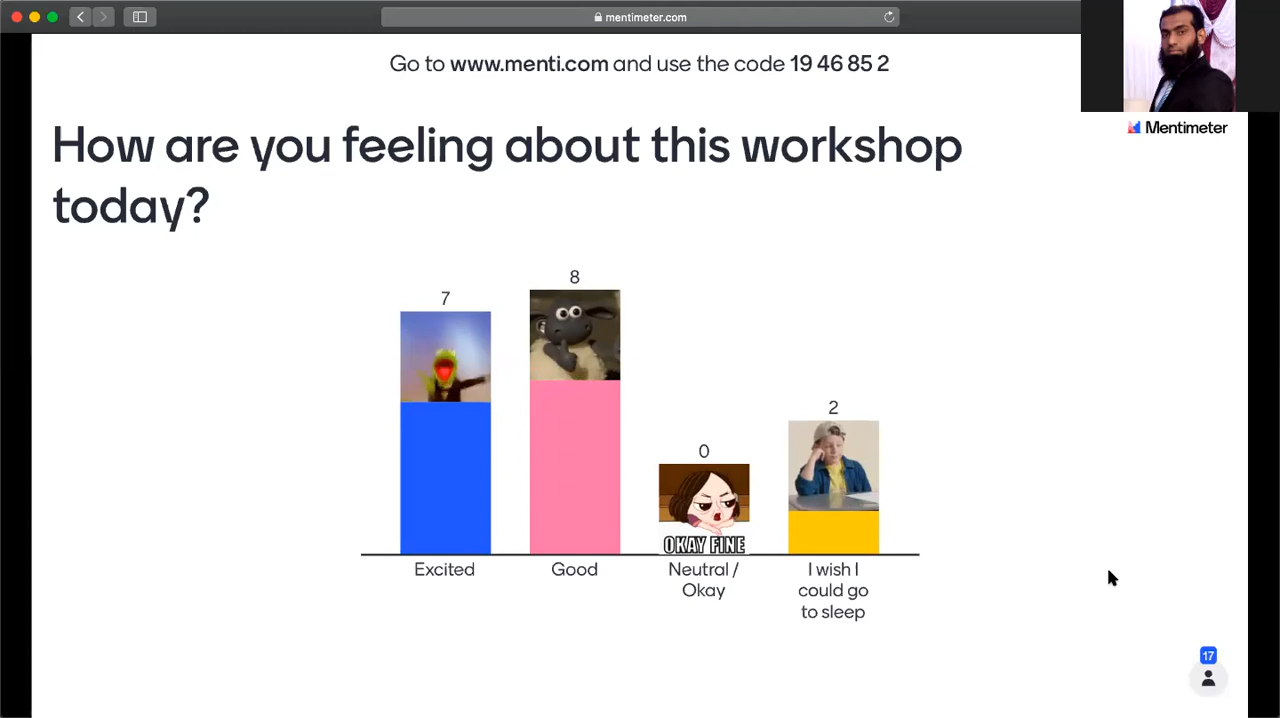 mentimeter.com
Go to www.menti.com and use the code 19 46 85 2
Mentimeter
How are you feeling about this workshop
today?
7
8
0
2
OKAY FINE
Excited
Good
Neutral /
Okay
I wish I
could go
to sleep
17